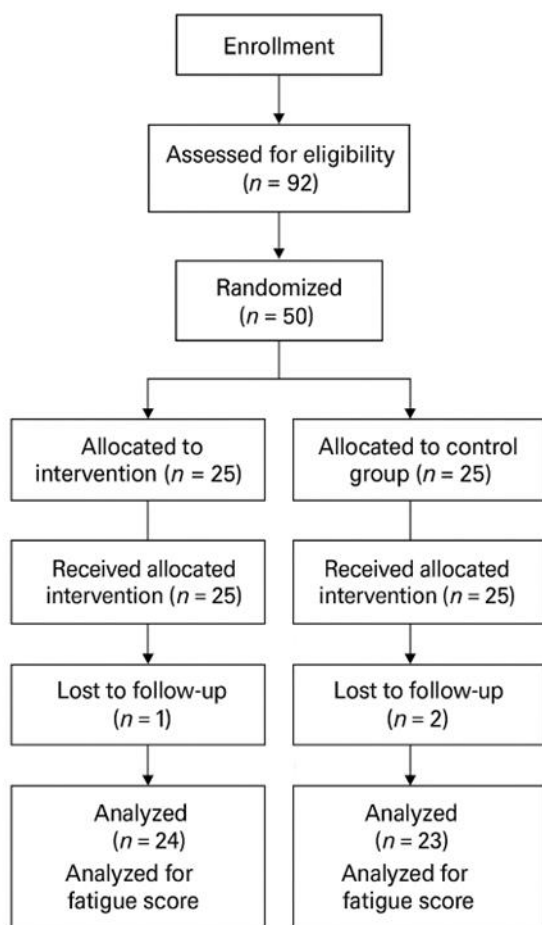 Enrollment
Assessed for eligibility
(n = 92)
Randomized
(n = 50)
Allocated to
intervention (n = 25)
Allocated to control
group (n = 25)
Received allocated
intervention (n = 25)
Received allocated
intervention (n = 25)
Lost to follow-up
(n = 1)
Lost to follow-up
(n = 2)
Analyzed
(n = 24)
Analyzed for
fatigue score
Analyzed
(n = 23)
Analyzed for
fatigue score